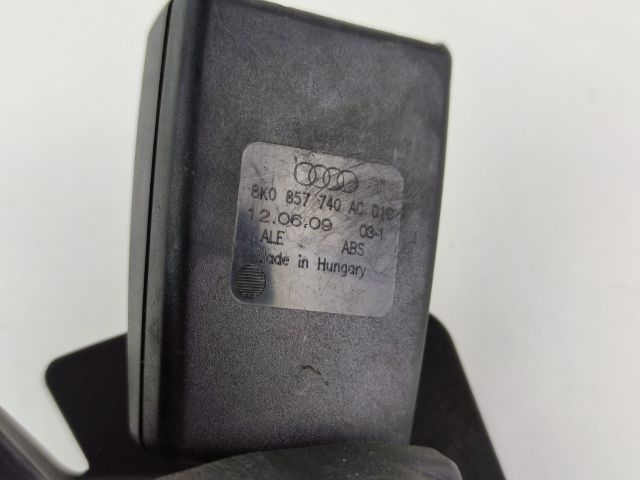 8K0 857 740 AC 01C
12.06.09 03-1
ALE ABS
Made in Hungary